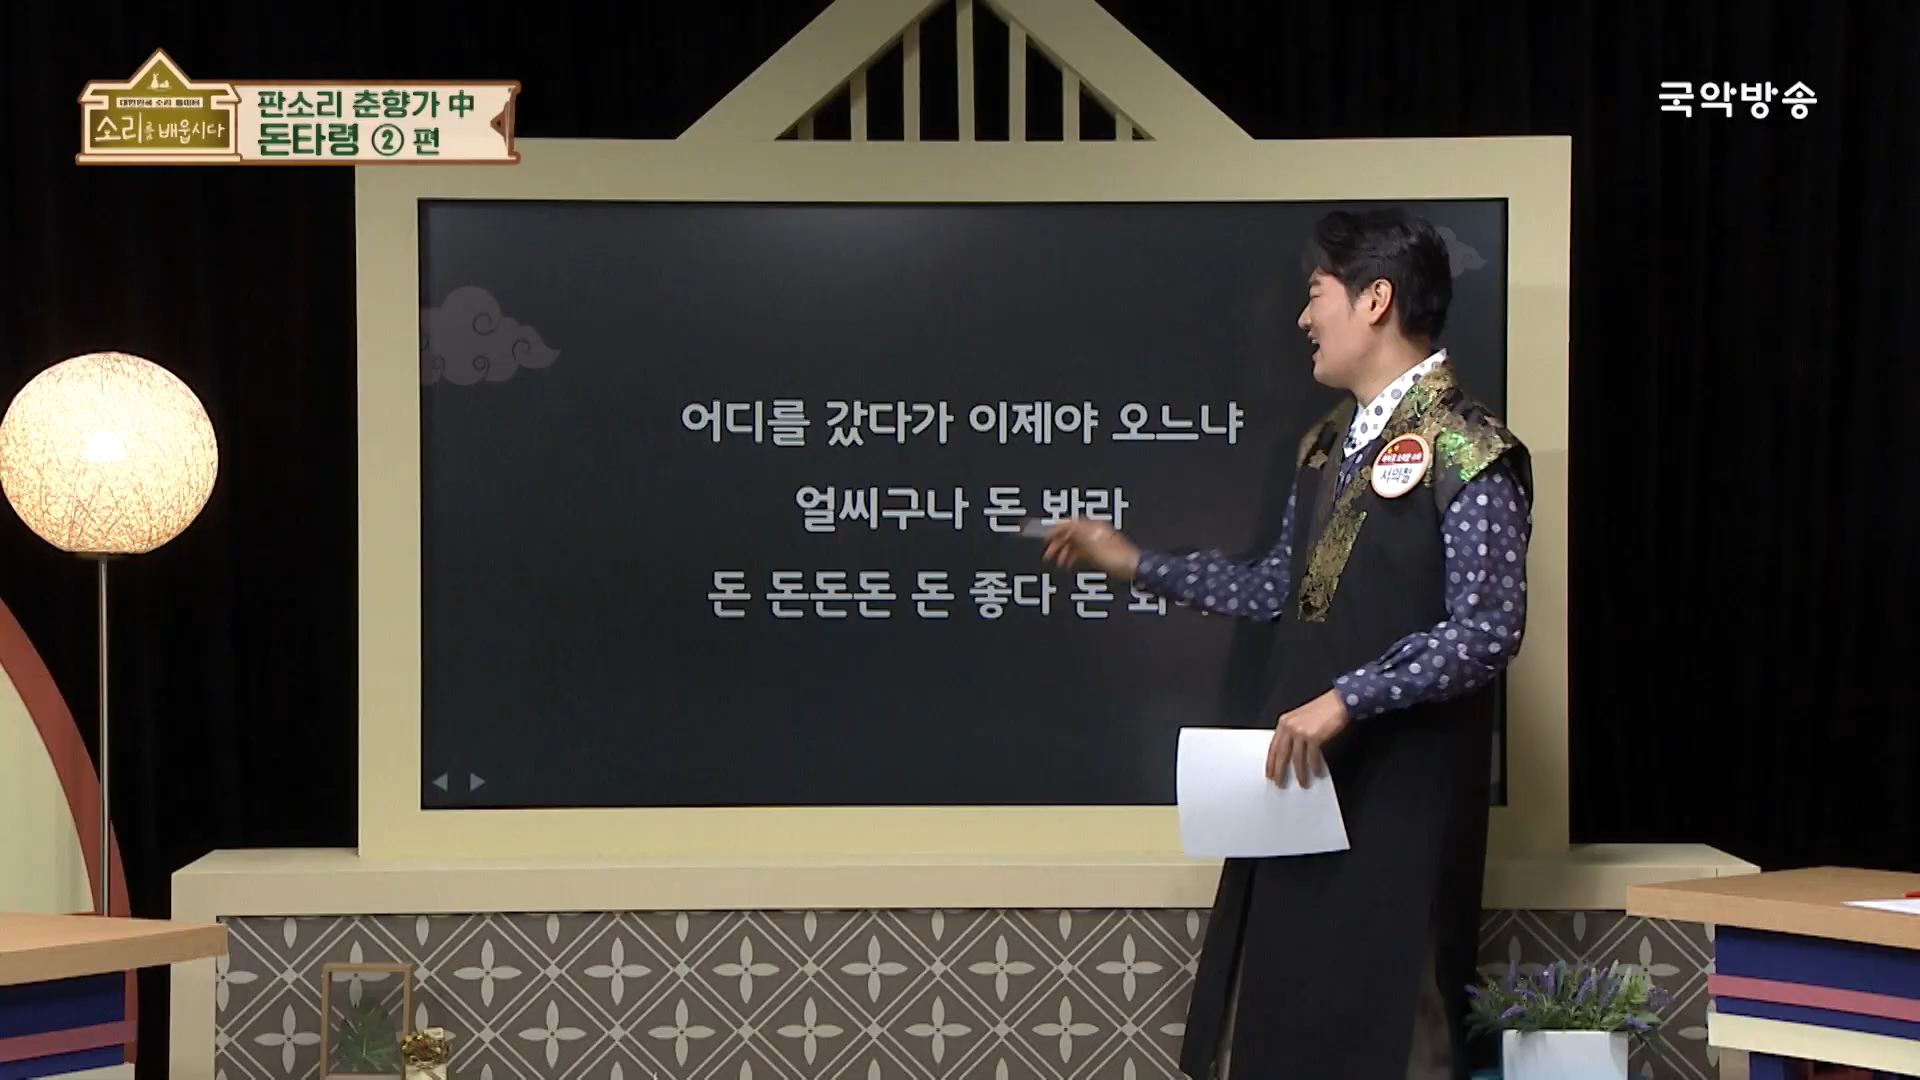 소리를 배웁시다
판소리 춘향가 中
돈타령 ② 편
국악방송
어디를 갔다가 이제야 오느냐
얼씨구나 돈 봐라
돈 돈돈돈 돈 좋다 돈